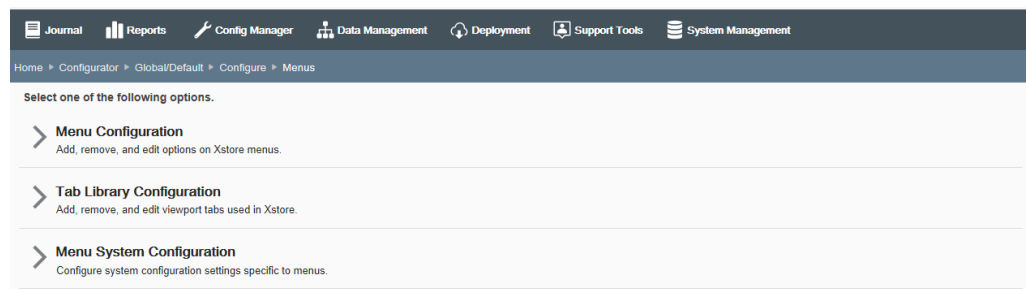 Journal Reports Config Manager Data Management Deployment Support Tools System Management
Home Configurator Global/Default Configure Menus
Select one of the following options.
Menu Configuration
Add, remove, and edit options on Xstore menus.
Tab Library Configuration
Add, remove, and edit viewport tabs used in Xstore.
Menu System Configuration
Configure system configuration settings specific to menus.